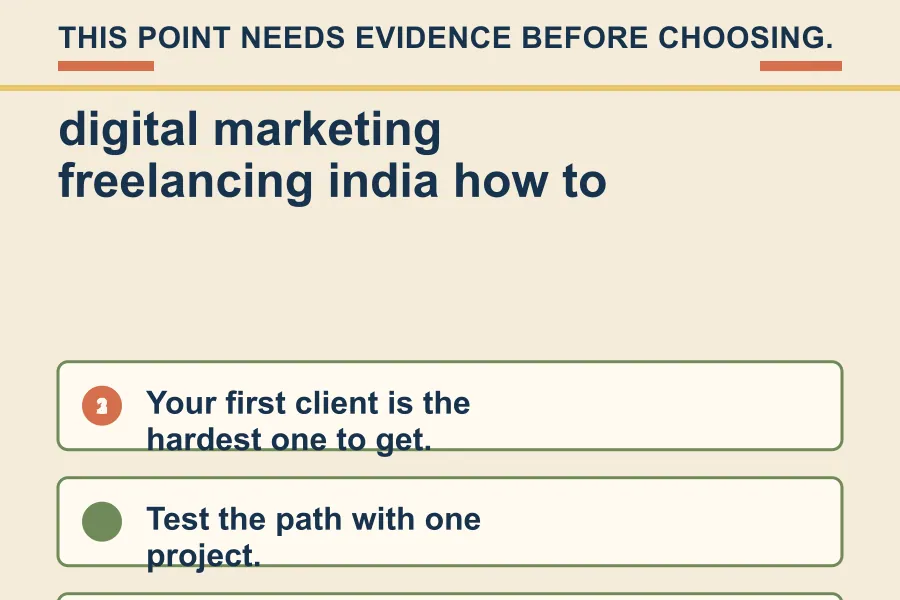 THIS POINT NEEDS EVIDENCE BEFORE CHOOSING.
digital marketing
freelancing india how to
Your first client is the
hardest one to get.
Test the path with one
project.